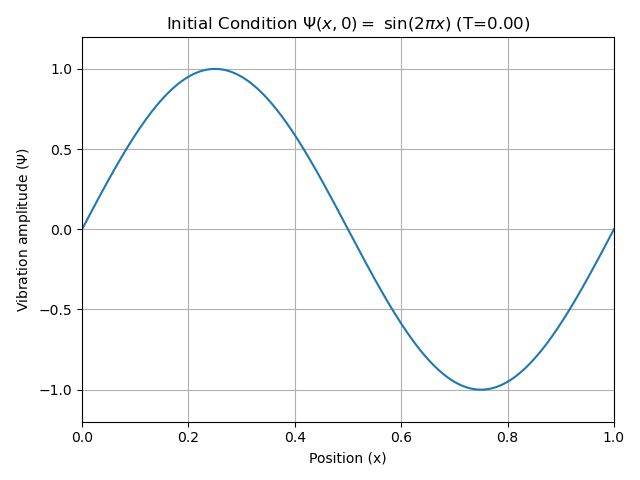 Initial Condition Ψ(x, 0) = sin(2πx) (T=0.00)
Vibration amplitude (Ψ)
1.0
0.5
0.0
−0.5
−1.0
0.0 0.2 0.4 0.6 0.8 1.0
Position (x)